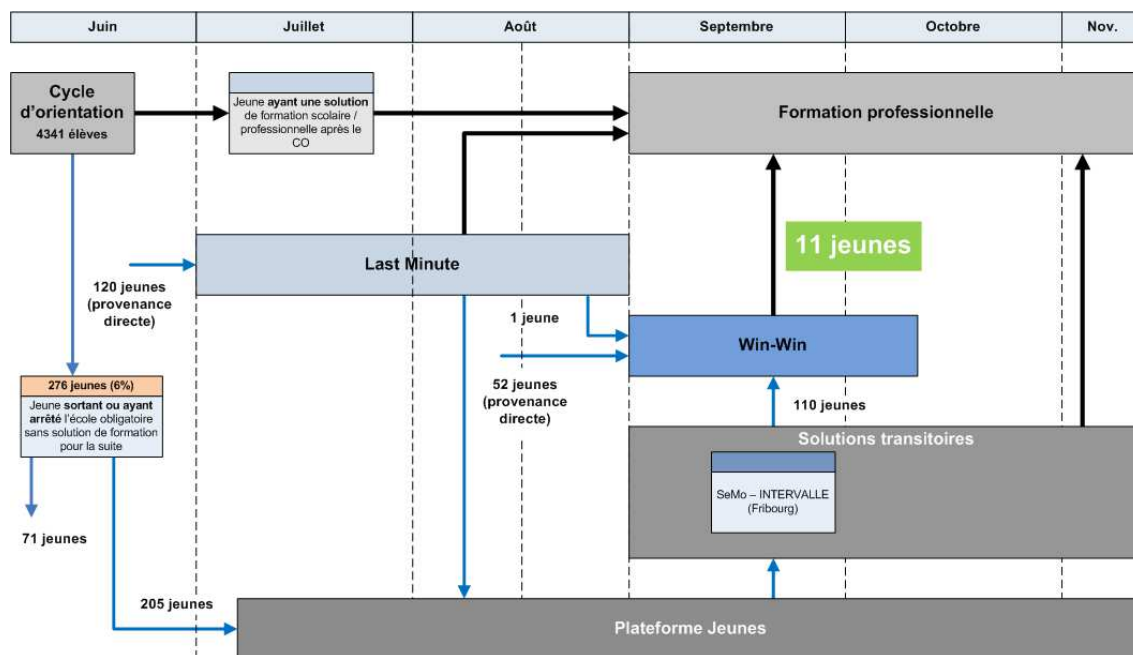 Juin
Juillet
Août
Septembre
Octobre
Nov.
Cycle
d'orientation
4341 élèves
Jeune ayant une solution
de formation scolaire /
professionnelle après le
CO
Formation professionnelle
11 jeunes
Last Minute
120 jeunes
(provenance
directe)
1 jeune
Win-Win
52 jeunes
(provenance
directe)
110 jeunes
276 jeunes (6%)
Jeune sortant ou ayant
arrêté l'école obligatoire
sans solution de formation
pour la suite
Solutions transitoires
SeMo – INTERVALLE
(Fribourg)
71 jeunes
205 jeunes
Plateforme Jeunes